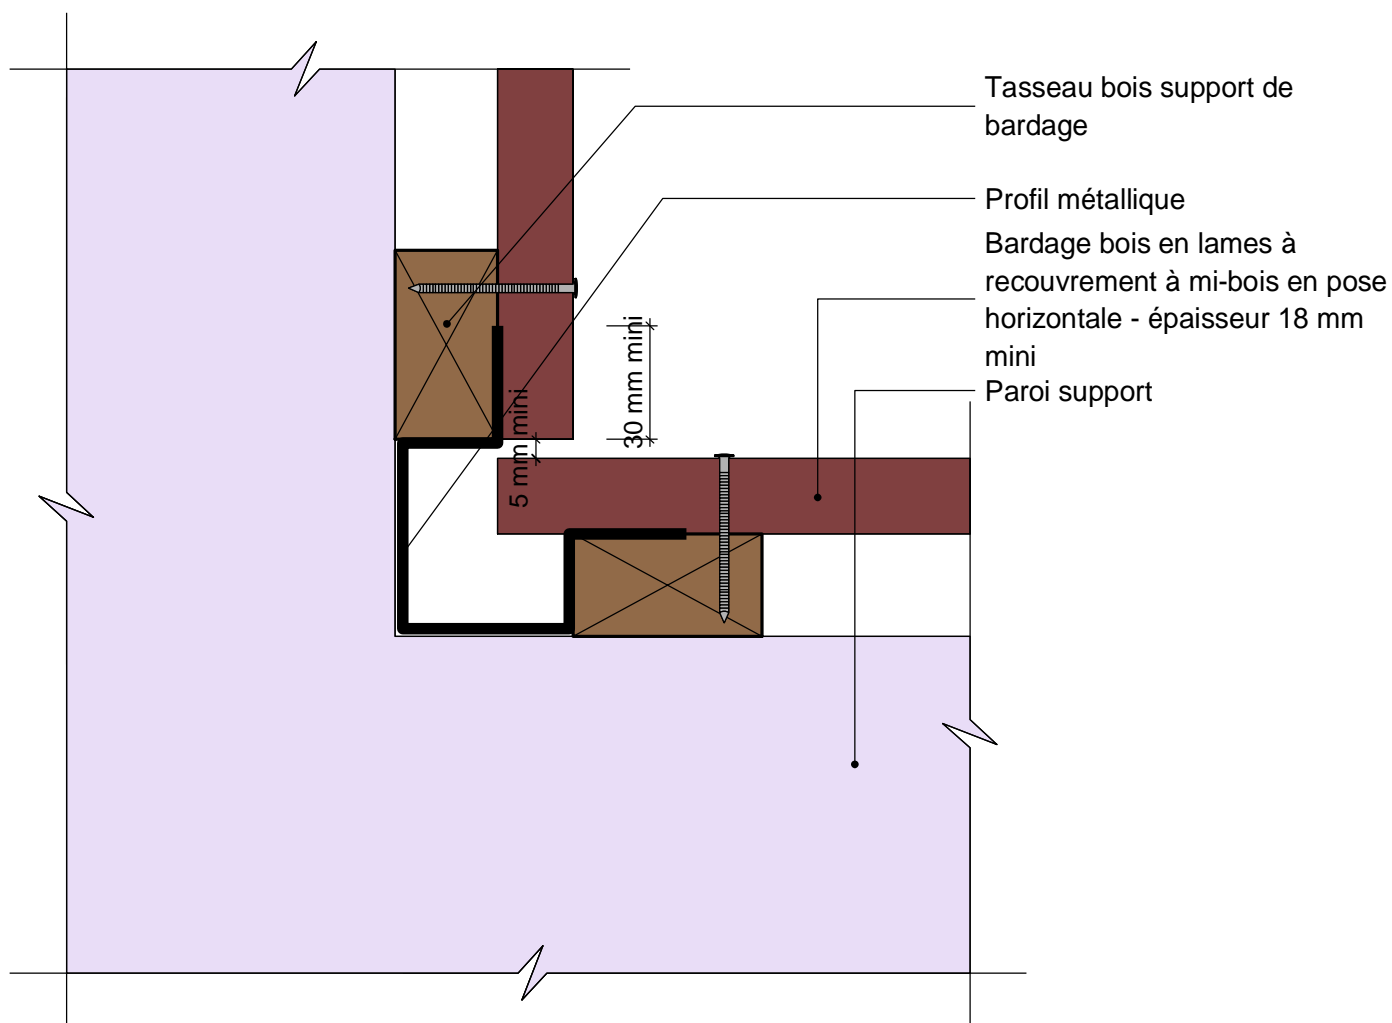 Tasseau bois support de
bardage
Profil métallique
Bardage bois en lames à
recouvrement à mi-bois en pose
horizontale - épaisseur 18 mm
mini
Paroi support
30 mm mini
5 mm mini